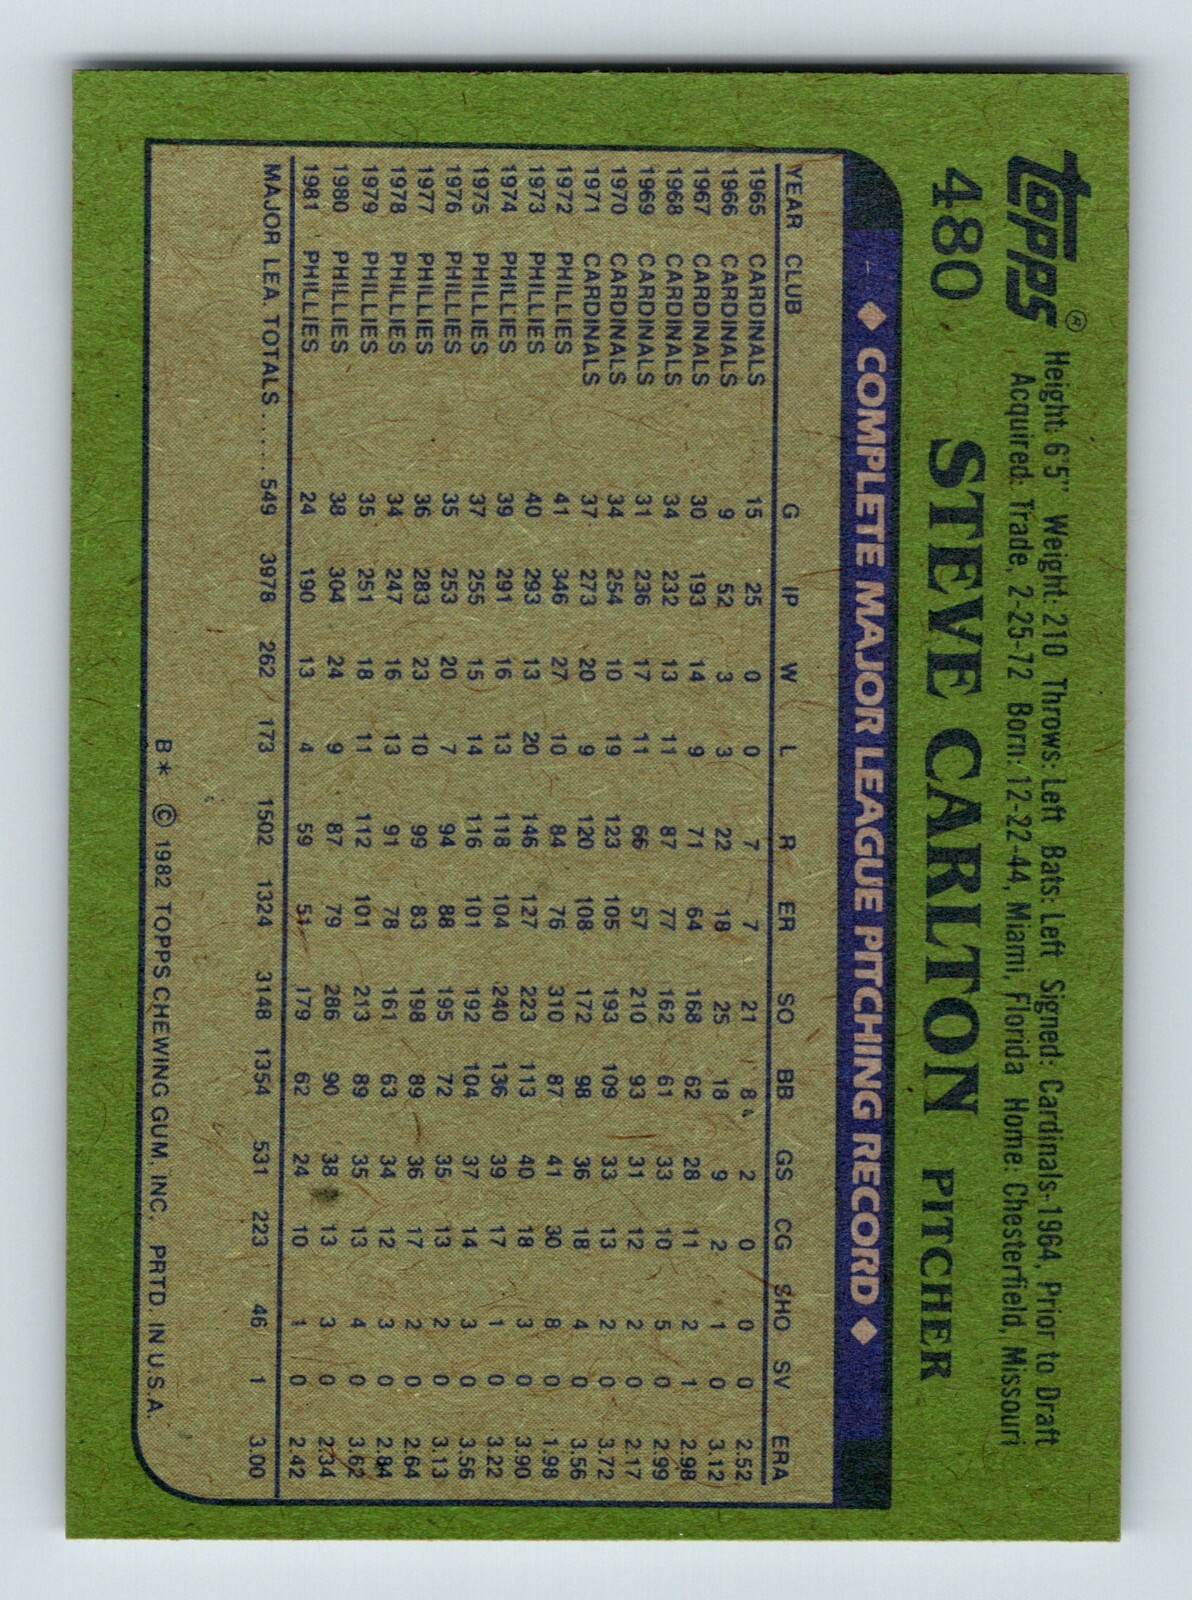 Topps® Height: 6'5" Weight: 210 Throws: Left Bats: Left Signed: Cardinals-1964, Prior to Draft
Acquired: Trade, 2-25-72 Born: 12-22-44, Miami, Florida Home: Chesterfield, Missouri
480 STEVE CARLTON PITCHER
COMPLETE MAJOR LEAGUE PITCHING RECORD
YEAR CLUB G IP W L R ER SO BB GS CG SHO SV ERA
1965 CARDINALS 15 25 0 0 7 7 21 8 2 0 0 0 2.52
1966 CARDINALS 9 52 3 3 22 18 25 18 9 2 1 0 3.12
1967 CARDINALS 30 193 14 9 71 64 168 62 28 11 2 1 2.98
1968 CARDINALS 34 232 13 11 87 77 162 61 33 10 5 0 2.99
1969 CARDINALS 31 236 17 11 66 57 210 93 31 12 2 0 2.17
1970 CARDINALS 34 254 10 19 123 105 193 109 33 13 2 0 3.72
1971 CARDINALS 37 273 20 9 120 108 172 98 36 18 4 0 3.56
1972 PHILLIES 41 346 27 10 84 76 310 87 41 30 8 0 1.98
1973 PHILLIES 40 293 13 20 146 127 223 113 40 18 3 0 3.90
1974 PHILLIES 39 291 16 13 118 104 240 136 39 17 1 0 3.22
1975 PHILLIES 37 255 15 14 116 101 192 104 37 14 3 0 3.56
1976 PHILLIES 35 253 20 7 94 88 195 72 35 13 2 0 3.13
1977 PHILLIES 36 283 23 10 99 83 198 89 36 17 2 0 2.64
1978 PHILLIES 34 247 16 13 91 78 161 63 34 12 3 0 2.84
1979 PHILLIES 35 251 18 11 112 101 213 89 35 13 4 0 3.62
1980 PHILLIES 38 304 24 9 87 79 286 90 38 13 3 0 2.34
1981 PHILLIES 24 190 13 4 59 51 179 62 24 10 1 0 2.42
MAJOR LEA. TOTALS...... 549 3978 262 173 1502 1324 3148 1354 531 223 46 1 3.00
B* © 1982 TOPPS CHEWING GUM, INC. PRTD. IN U.S.A.